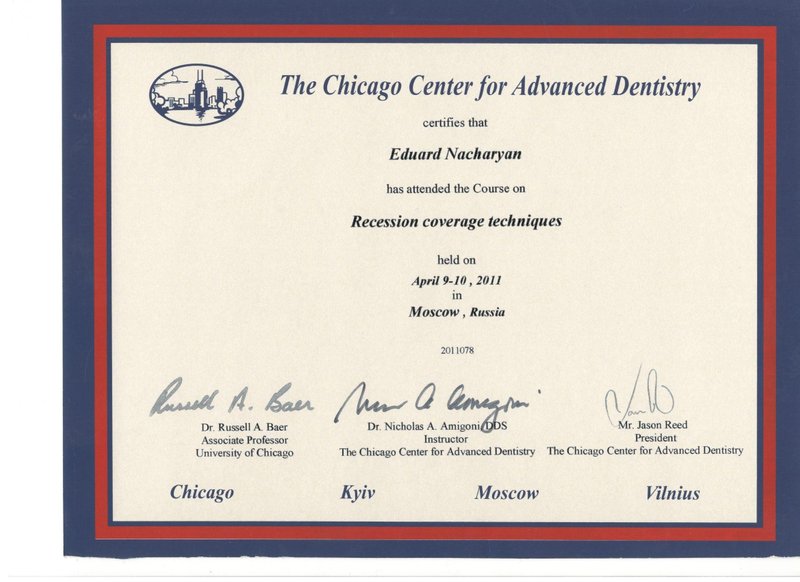 The Chicago Center for Advanced Dentistry
certifies that
Eduard Nacharyan
has attended the Course on
Recession coverage techniques
held on
April 9-10 , 2011
in
Moscow , Russia
2011078
Russell A. Baer
Dr. Russell A. Baer
Associate Professor
University of Chicago
Dr. Nicholas A. Amigoni, DDS
Instructor
The Chicago Center for Advanced Dentistry
Mr. Jason Reed
President
The Chicago Center for Advanced Dentistry
Chicago Kyiv Moscow Vilnius